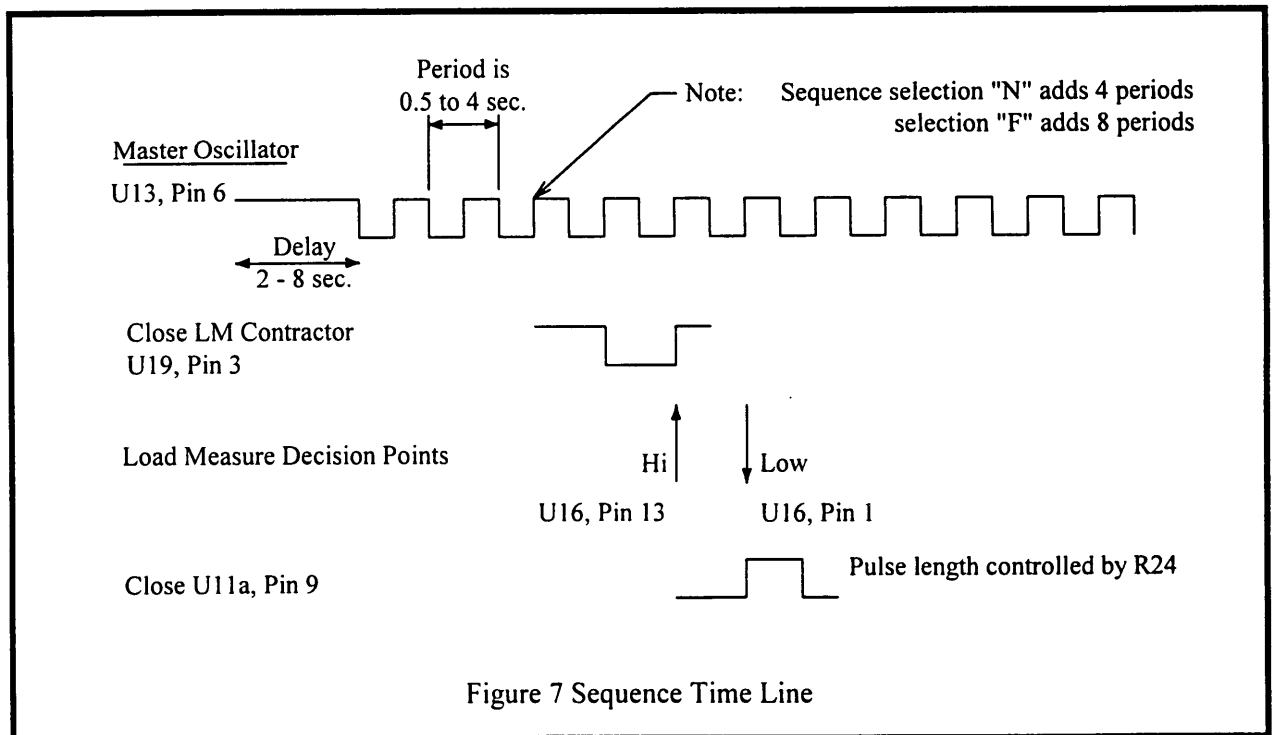 Period is
0.5 to 4 sec.
Note: Sequence selection "N" adds 4 periods
selection "F" adds 8 periods
Master Oscillator
U13, Pin 6
Delay
2 - 8 sec.
Close LM Contractor
U19, Pin 3
Load Measure Decision Points
Hi
Low
U16, Pin 13
U16, Pin 1
Close U11a, Pin 9
Pulse length controlled by R24
Figure 7 Sequence Time Line